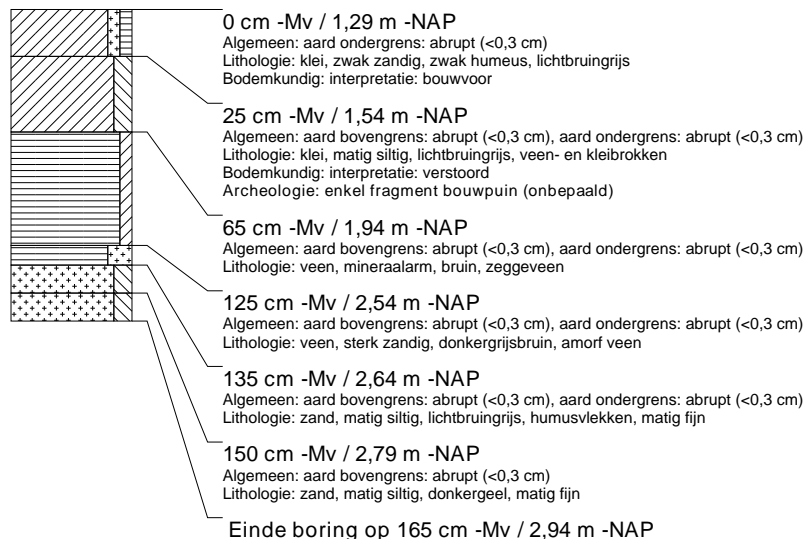 0 cm -Mv / 1,29 m -NAP
Algemeen: aard ondergrens: abrupt (<0,3 cm)
Lithologie: klei, zwak zandig, zwak humeus, lichtbruingrijs
Bodemkundig: interpretatie: bouwvoor
25 cm -Mv / 1,54 m -NAP
Algemeen: aard bovengrens: abrupt (<0,3 cm), aard ondergrens: abrupt (<0,3 cm)
Lithologie: klei, matig siltig, lichtbruingrijs, veen- en kleibrokken
Bodemkundig: interpretatie: verstoord
Archeologie: enkel fragment bouwpuin (onbepaald)
65 cm -Mv / 1,94 m -NAP
Algemeen: aard bovengrens: abrupt (<0,3 cm), aard ondergrens: abrupt (<0,3 cm)
Lithologie: veen, mineraalarm, bruin, zeggeveen
125 cm -Mv / 2,54 m -NAP
Algemeen: aard bovengrens: abrupt (<0,3 cm), aard ondergrens: abrupt (<0,3 cm)
Lithologie: veen, sterk zandig, donkergrijsbruin, amorf veen
135 cm -Mv / 2,64 m -NAP
Algemeen: aard bovengrens: abrupt (<0,3 cm), aard ondergrens: abrupt (<0,3 cm)
Lithologie: zand, matig siltig, lichtbruingrijs, humusvlekken, matig fijn
150 cm -Mv / 2,79 m -NAP
Algemeen: aard bovengrens: abrupt (<0,3 cm)
Lithologie: zand, matig siltig, donkergeel, matig fijn
Einde boring op 165 cm -Mv / 2,94 m -NAP